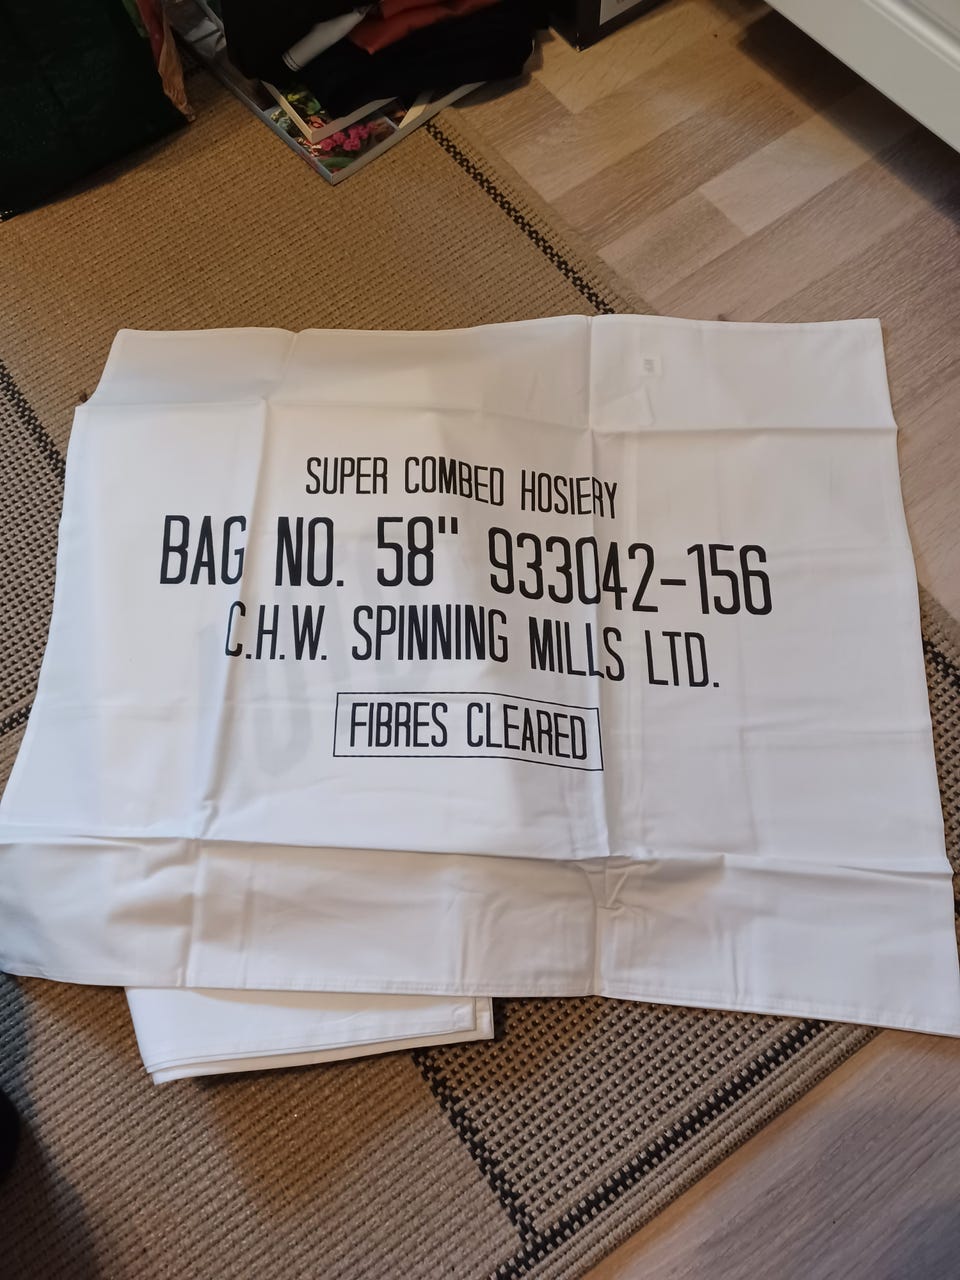 SUPER COMBED HOSIERY
BAG NO. 58" 933042-156
C.H.W. SPINNING MILLS LTD.
FIBRES CLEARED